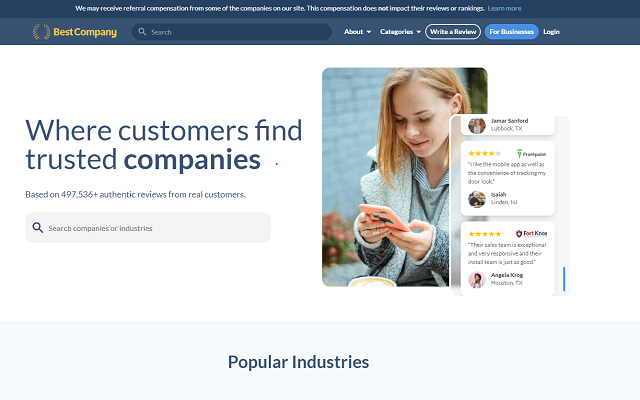 We may receive referral compensation from some of the companies on our site. This compensation does not impact their reviews or rankings. Learn more
BestCompany
Search
About
Categories
Write a Review
For Businesses
Login
Where customers find
trusted companies
Based on 497,536+ authentic reviews from real customers.
Search companies or industries
Jamar Sanford
Lubbock, TX
Frontpoint
"I like the mobile app as well as
the convenience of tracking my
door look."
Isaiah
Linden, NJ
Fort Knox
"Their sales team is exceptional
and very responsive and their
install team is just as good."
Angela Krog
Houston, TX
Popular Industries